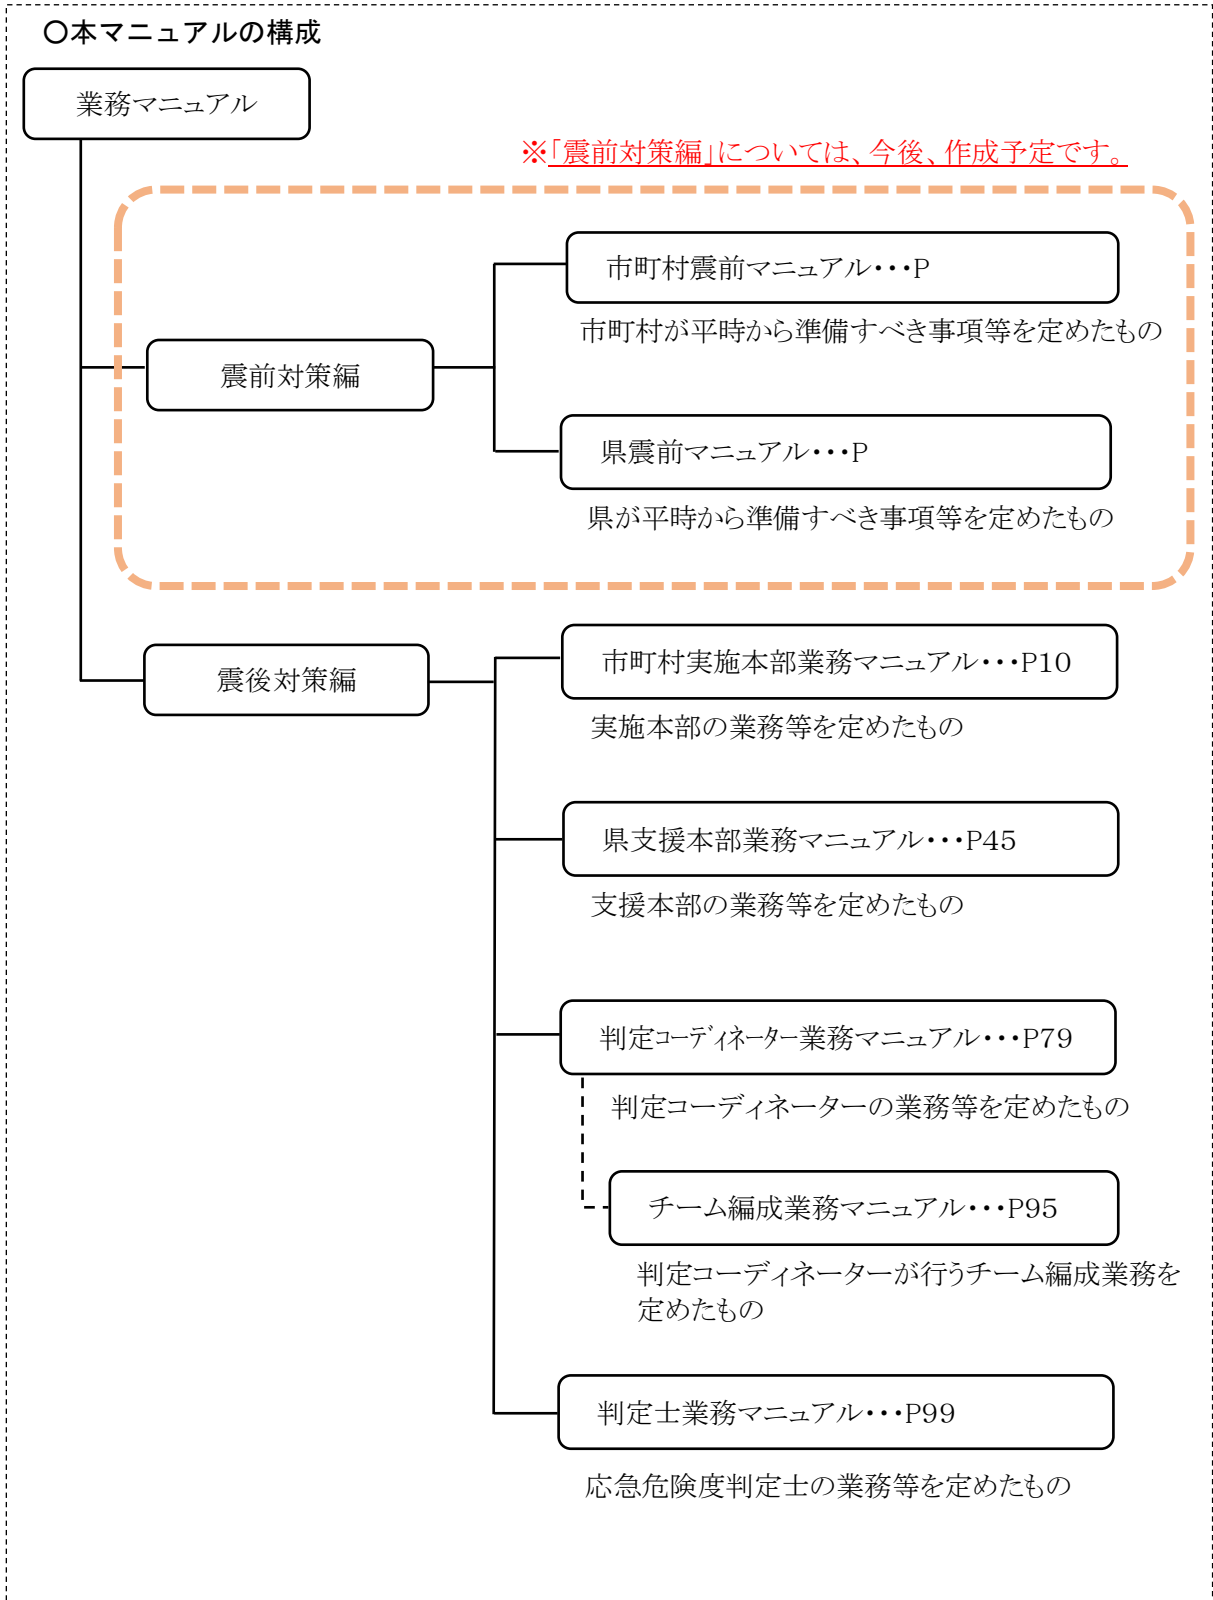 〇本マニュアルの構成
業務マニュアル
※「震前対策編」については、今後、作成予定です。
市町村震前マニュアル・・・P
市町村が平時から準備すべき事項等を定めたもの
震前対策編
県震前マニュアル・・・P
県が平時から準備すべき事項等を定めたもの
震後対策編
市町村実施本部業務マニュアル・・・P10
実施本部の業務等を定めたもの
県支援本部業務マニュアル・・・P45
支援本部の業務等を定めたもの
判定コーディネーター業務マニュアル・・・P79
判定コーディネーターの業務等を定めたもの
チーム編成業務マニュアル・・・P95
判定コーディネーターが行うチーム編成業務を
定めたもの
判定士業務マニュアル・・・P99
応急危険度判定士の業務等を定めたもの